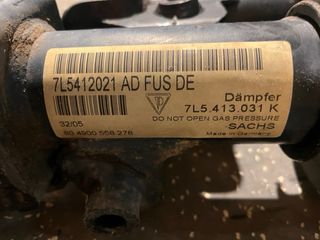 7L5412021 AD FUS DE
Dämpfer
7L5.413.031 K
32/05
DO NOT OPEN GAS PRESSURE
SACHS
Made in Germany